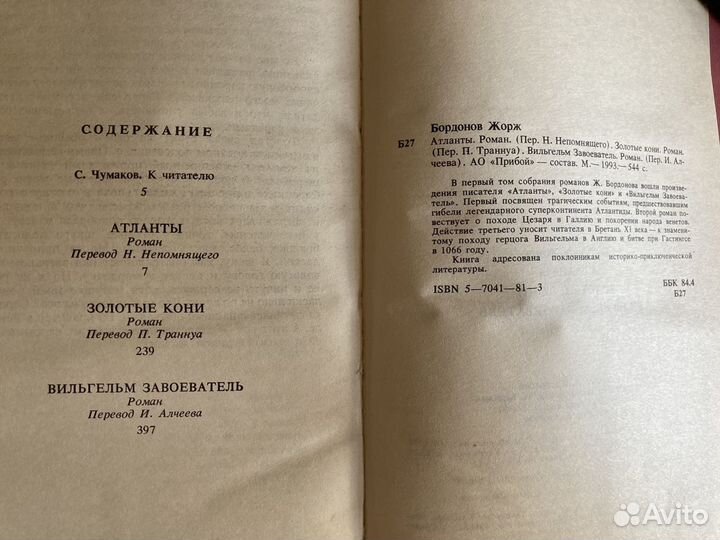 СОДЕРЖАНИЕ
С. Чумаков. К читателю
5
АТЛАНТЫ
Роман
Перевод Н. Непомнящего
7
ЗОЛОТЫЕ КОНИ
Роман
Перевод П. Траннуа
239
ВИЛЬГЕЛЬМ ЗАВОЕВАТЕЛЬ
Роман
Перевод И. Алчеева
397
Бордонов Жорж
Б27 Атланты. Роман. (Пер. Н. Непомнящего). Золотые кони. Роман.
(Пер. П. Траннуа). Вильгельм Завоеватель. Роман. (Пер. И. Ал-
чеева). АО «Прибой» — состав. М.—1993.— 544 с.
В первый том собрания романов Ж. Бордонова вошли произве-
дения писателя «Атланты», «Золотые кони» и «Вильгельм Завоева-
тель». Первый посвящен трагическим событиям, предшествовавшим
гибели легендарного суперконтинента Атлантиды. Второй роман по-
вествует о походе Цезаря в Галлию и покорении народа венетов.
Действие третьего уносит читателя в Бретань XI века — к знамени-
тому походу герцога Вильгельма в Англию и битве при Гастингсе
в 1066 году.
Книга адресована поклонникам историко-приключенческой
литературы.
ISBN 5—7041—81—3
ББК 84.4
Б27
Avito